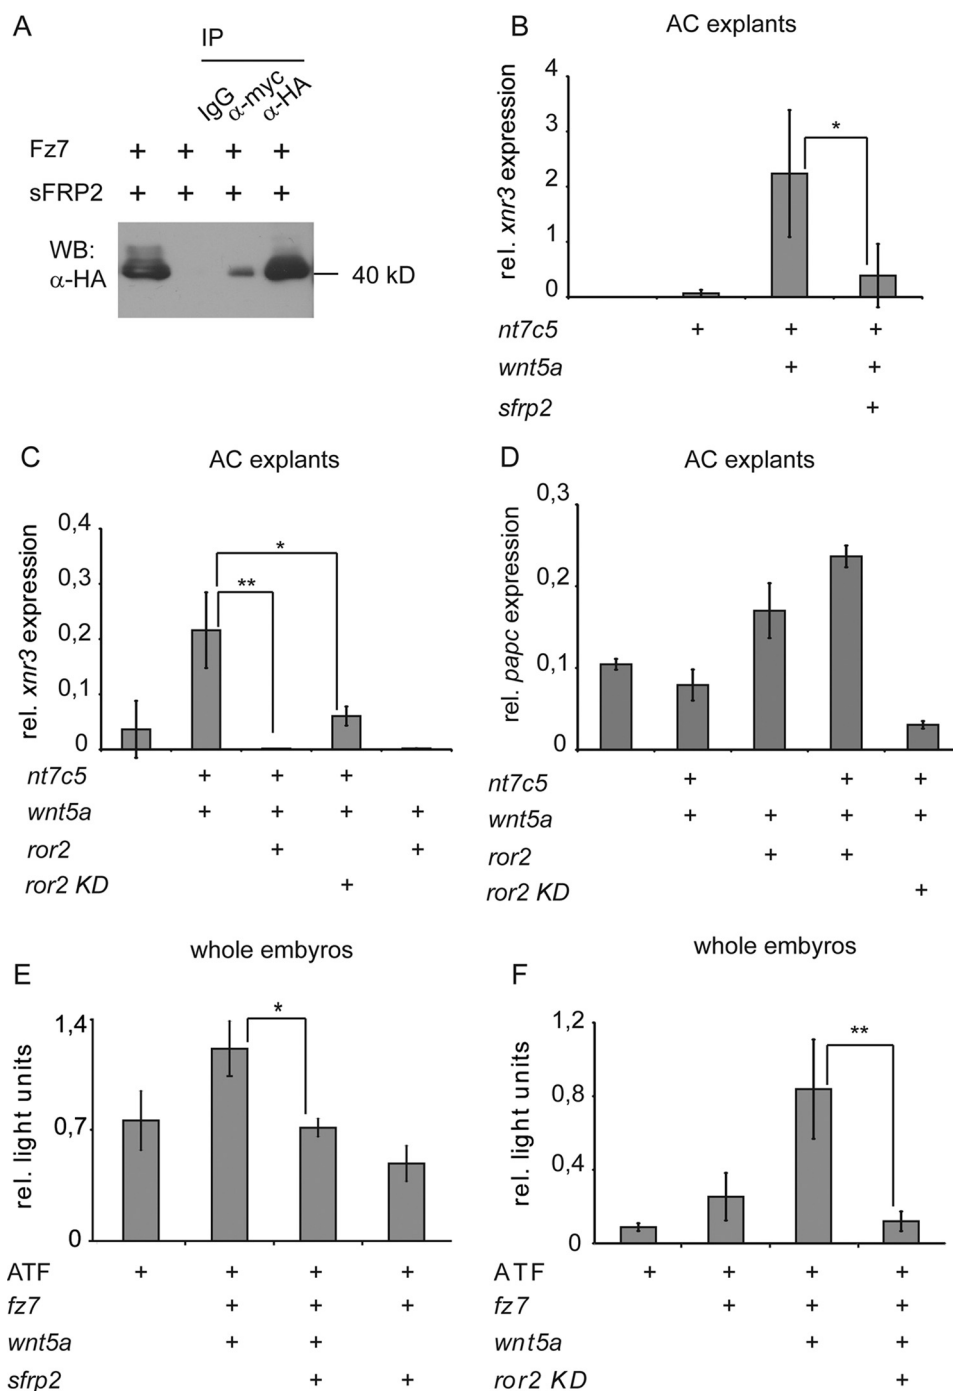 A
IP
IgG α-myc α-HA
Fz7 + + + +
sFRP2 + + + +
WB:
α-HA
40 kD
B
AC explants
rel. xnr3 expression
4
3
2
1
0
*
nt7c5 + + +
wnt5a + +
sfrp2 +
C
AC explants
rel. xnr3 expression
0,4
0,3
0,2
0,1
0
*
**
nt7c5 + + +
wnt5a + + + +
ror2 + +
ror2 KD +
D
AC explants
rel. papc expression
0,3
0,2
0,1
0
nt7c5 + + +
wnt5a + + + +
ror2 + +
ror2 KD +
E
whole embyros
rel. light units
1,4
0,7
0
*
ATF + + + +
fz7 + + +
wnt5a + +
sfrp2 + +
F
whole embyros
rel. light units
1,2
0,8
0,4
0
**
ATF + + + +
fz7 + + +
wnt5a + +
ror2 KD +